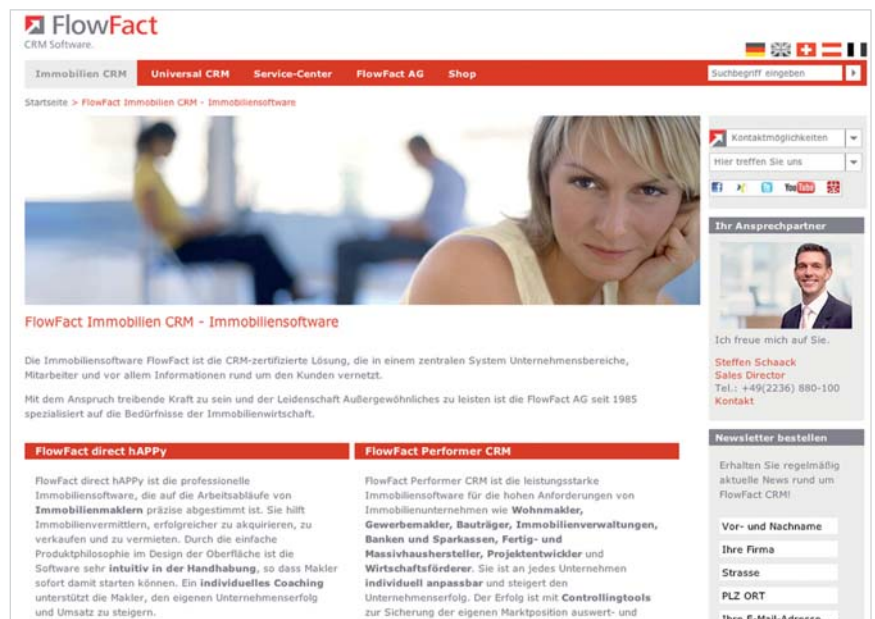 FlowFact
CRM Software.
Immobilien CRM Universal CRM Service-Center FlowFact AG Shop
Suchbegriff eingeben
Startseite > FlowFact Immobilien CRM - Immobiliensoftware
Kontaktmöglichkeiten
Hier treffen Sie uns
You Tube
Ihr Ansprechpartner
Ich freue mich auf Sie.
Steffen Schaack
Sales Director
Tel.: +49(2236) 880-100
Kontakt
FlowFact Immobilien CRM - Immobiliensoftware
Die Immobiliensoftware FlowFact ist die CRM-zertifizierte Lösung, die in einem zentralen System Unternehmensbereiche,
Mitarbeiter und vor allem Informationen rund um den Kunden vernetzt.
Mit dem Anspruch treibende Kraft zu sein und der Leidenschaft Außergewöhnliches zu leisten ist die FlowFact AG seit 1985
spezialisiert auf die Bedürfnisse der Immobilienwirtschaft.
FlowFact direct hAPPy
FlowFact direct hAPPy ist die professionelle
Immobiliensoftware, die auf die Arbeitsabläufe von
Immobilienmaklern präzise abgestimmt ist. Sie hilft
Immobilienvermittlern, erfolgreicher zu akquirieren, zu
verkaufen und zu vermieten. Durch die einfache
Produktphilosophie im Design der Oberfläche ist die
Software sehr intuitiv in der Handhabung, so dass Makler
sofort damit starten können. Ein individuelles Coaching
unterstützt die Makler, den eigenen Unternehmenserfolg
und Umsatz zu steigern.
FlowFact Performer CRM
FlowFact Performer CRM ist die leistungsstarke
Immobiliensoftware für die hohen Anforderungen von
Immobilienunternehmen wie Wohnmakler,
Gewerbemakler, Bauträger, Immobilienverwaltungen,
Banken und Sparkassen, Fertig- und
Massivhaushersteller, Projektentwickler und
Wirtschaftsförderer. Sie ist an jedes Unternehmen
individuell anpassbar und steigert den
Unternehmenserfolg. Der Erfolg ist mit Controllingtools
zur Sicherung der eigenen Marktposition auswert- und
Newsletter bestellen
Erhalten Sie regelmäßig
aktuelle News rund um
FlowFact CRM!
Vor- und Nachname
Ihre Firma
Strasse
PLZ ORT
Ihre E-Mail-Adresse